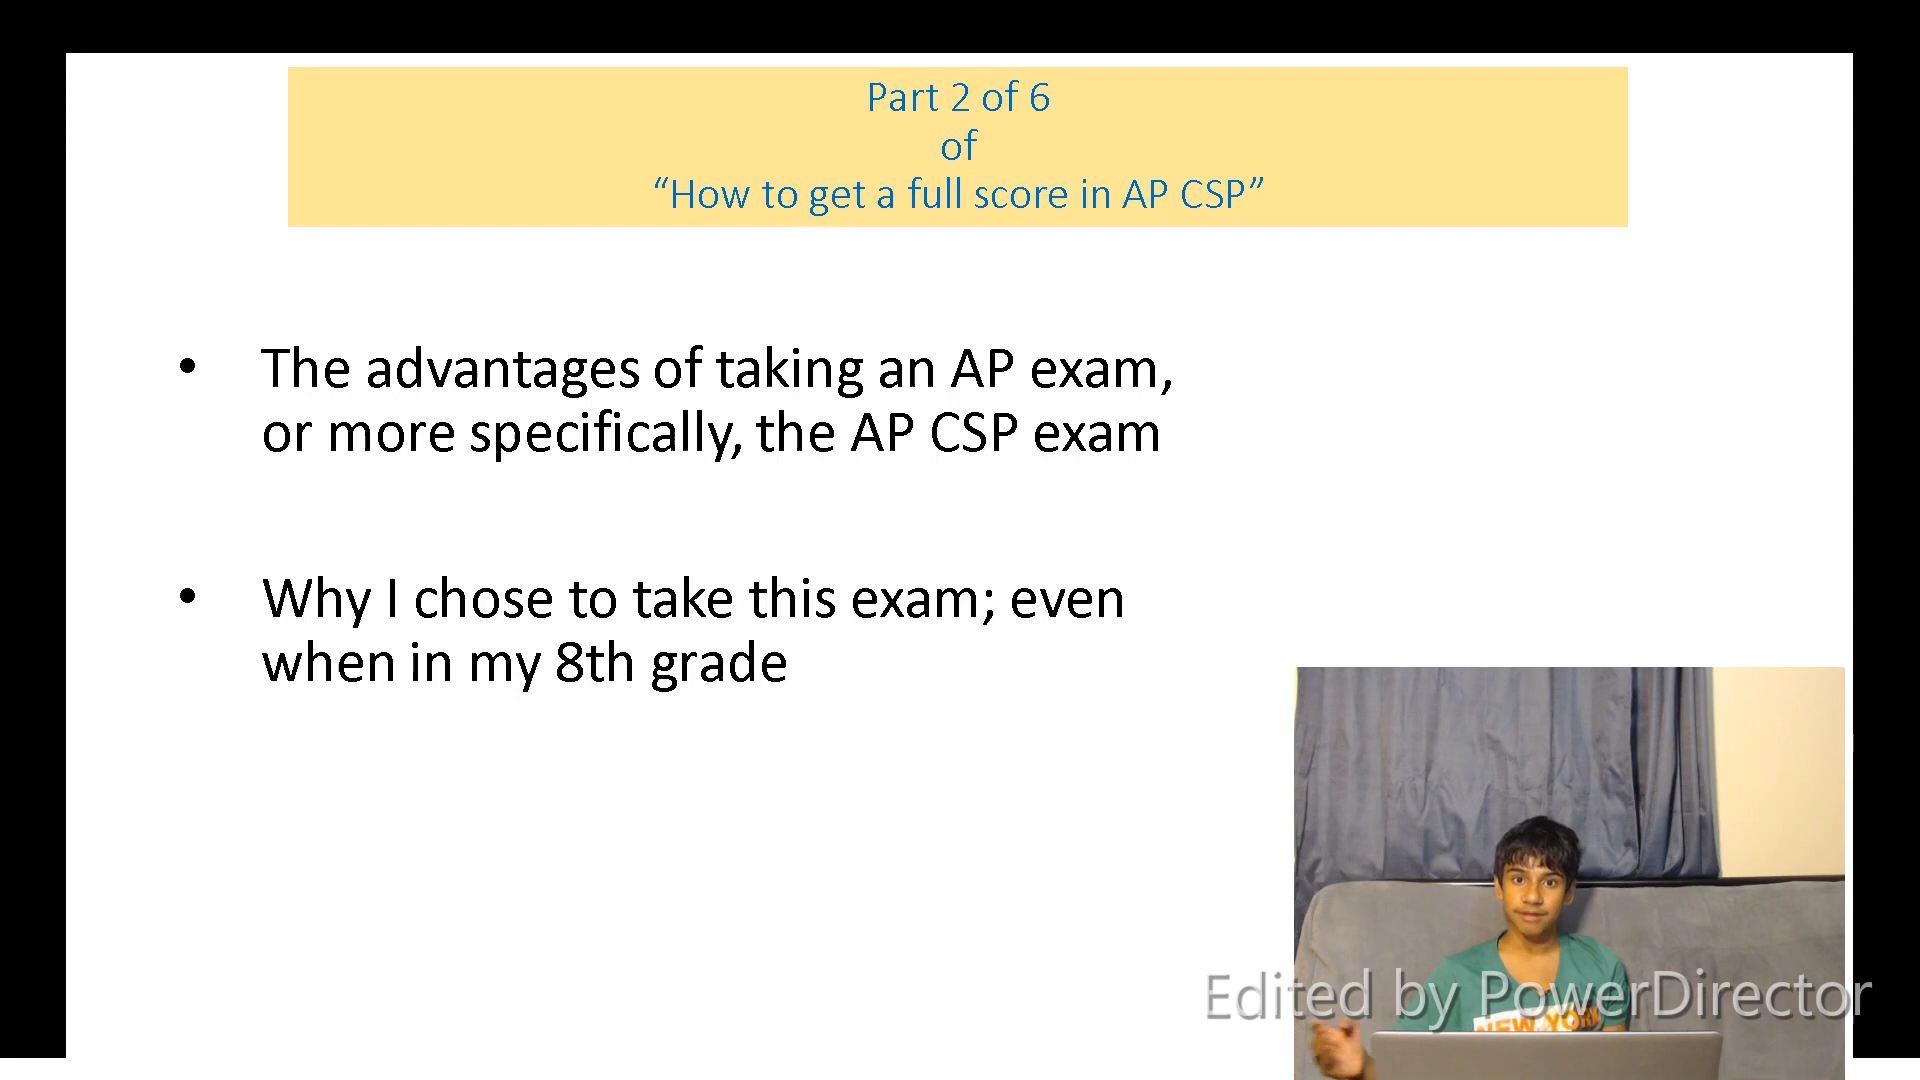 Part 2 of 6
of
“How to get a full score in AP CSP”
• The advantages of taking an AP exam,
or more specifically, the AP CSP exam
• Why I chose to take this exam; even
when in my 8th grade
Edited by PowerDirector
NEW YORK